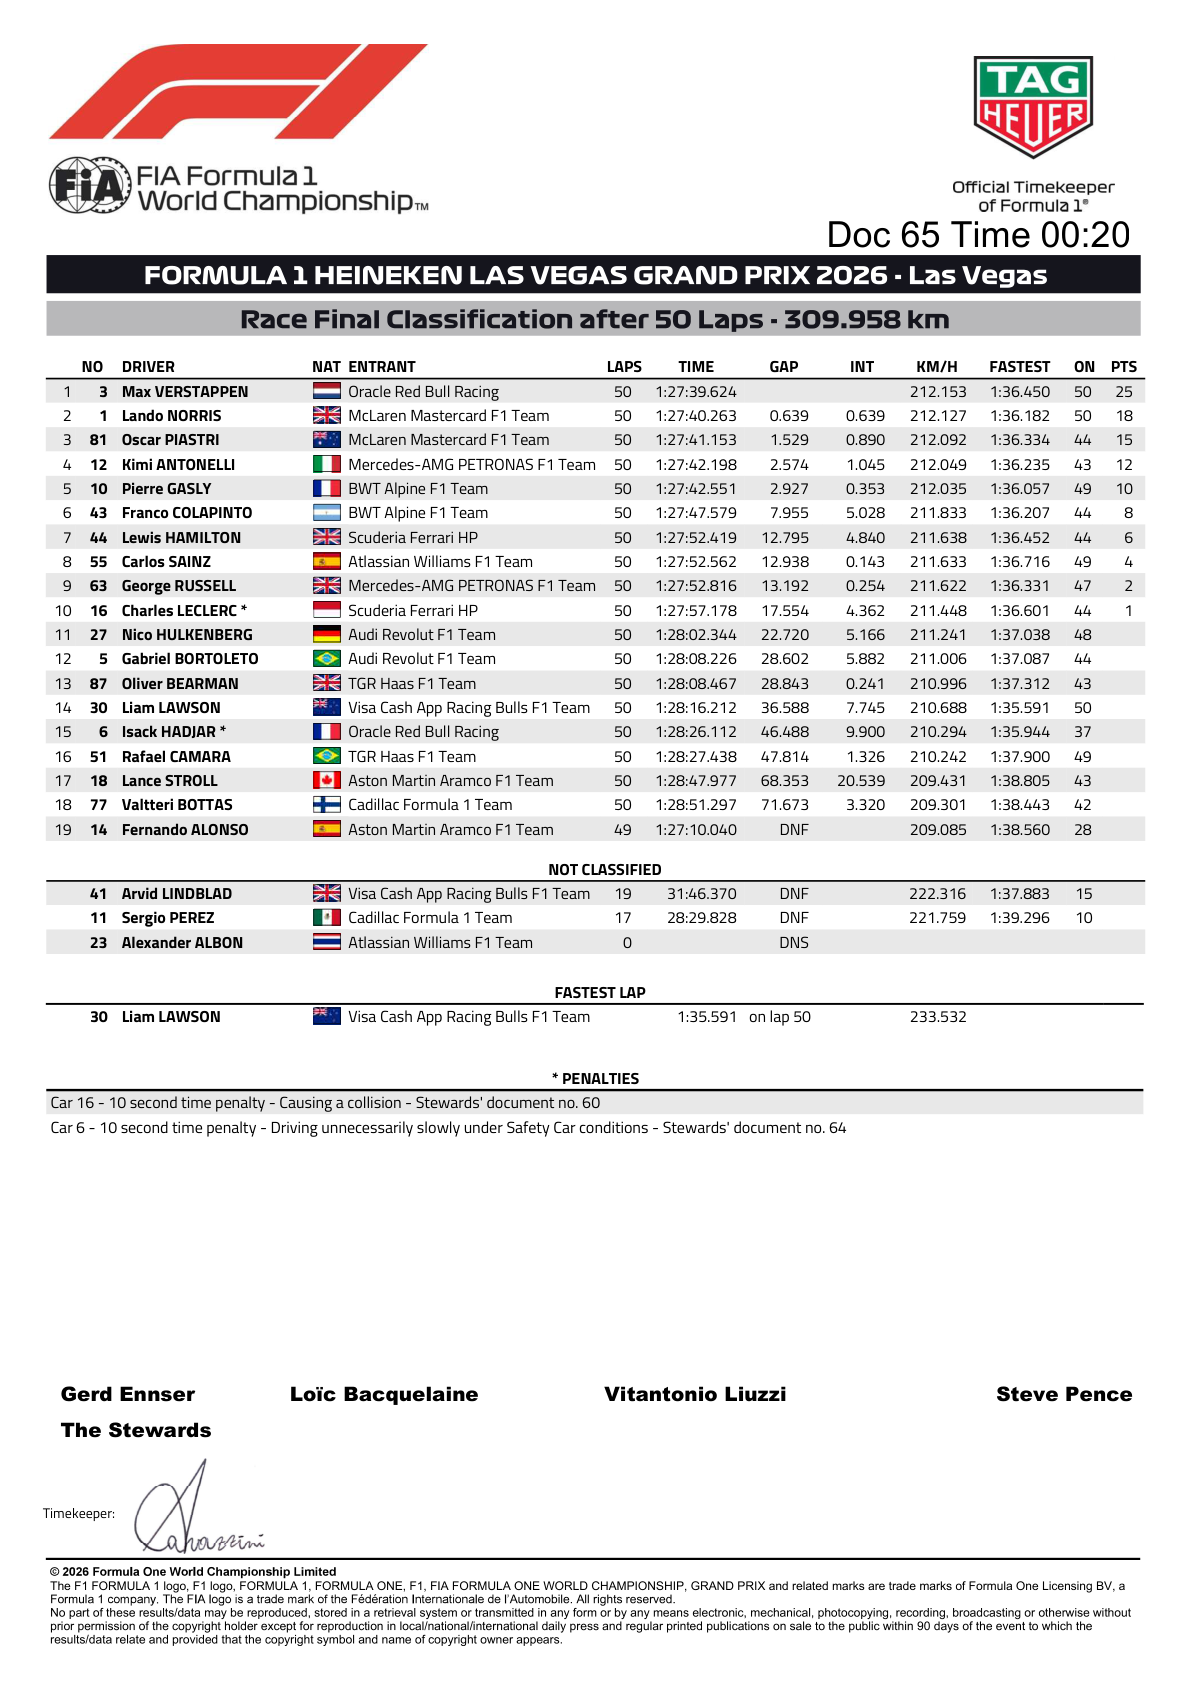 TAG
HEUER
FIA FIA Formula 1
World Championship™
Official Timekeeper
of Formula 1®
Doc 65 Time 00:20
FORMULA 1 HEINEKEN LAS VEGAS GRAND PRIX 2026 - Las Vegas
Race Final Classification after 50 Laps - 309.958 km
NO DRIVER NAT ENTRANT LAPS TIME GAP INT KM/H FASTEST ON PTS
1 3 Max VERSTAPPEN Oracle Red Bull Racing 50 1:27:39.624 212.153 1:36.450 50 25
2 1 Lando NORRIS McLaren Mastercard F1 Team 50 1:27:40.263 0.639 0.639 212.127 1:36.182 50 18
3 81 Oscar PIASTRI McLaren Mastercard F1 Team 50 1:27:41.153 1.529 0.890 212.092 1:36.334 44 15
4 12 Kimi ANTONELLI Mercedes-AMG PETRONAS F1 Team 50 1:27:42.198 2.574 1.045 212.049 1:36.235 43 12
5 10 Pierre GASLY BWT Alpine F1 Team 50 1:27:42.551 2.927 0.353 212.035 1:36.057 49 10
6 43 Franco COLAPINTO BWT Alpine F1 Team 50 1:27:47.579 7.955 5.028 211.833 1:36.207 44 8
7 44 Lewis HAMILTON Scuderia Ferrari HP 50 1:27:52.419 12.795 4.840 211.638 1:36.452 44 6
8 55 Carlos SAINZ Atlassian Williams F1 Team 50 1:27:52.562 12.938 0.143 211.633 1:36.716 49 4
9 63 George RUSSELL Mercedes-AMG PETRONAS F1 Team 50 1:27:52.816 13.192 0.254 211.622 1:36.331 47 2
10 16 Charles LECLERC * Scuderia Ferrari HP 50 1:27:57.178 17.554 4.362 211.448 1:36.601 44 1
11 27 Nico HULKENBERG Audi Revolut F1 Team 50 1:28:02.344 22.720 5.166 211.241 1:37.038 48
12 5 Gabriel BORTOLETO Audi Revolut F1 Team 50 1:28:08.226 28.602 5.882 211.006 1:37.087 44
13 87 Oliver BEARMAN TGR Haas F1 Team 50 1:28:08.467 28.843 0.241 210.996 1:37.312 43
14 30 Liam LAWSON Visa Cash App Racing Bulls F1 Team 50 1:28:16.212 36.588 7.745 210.688 1:35.591 50
15 6 Isack HADJAR * Oracle Red Bull Racing 50 1:28:26.112 46.488 9.900 210.294 1:35.944 37
16 51 Rafael CAMARA TGR Haas F1 Team 50 1:28:27.438 47.814 1.326 210.242 1:37.900 49
17 18 Lance STROLL Aston Martin Aramco F1 Team 50 1:28:47.977 68.353 20.539 209.431 1:38.805 43
18 77 Valtteri BOTTAS Cadillac Formula 1 Team 50 1:28:51.297 71.673 3.320 209.301 1:38.443 42
19 14 Fernando ALONSO Aston Martin Aramco F1 Team 49 1:27:10.040 DNF 209.085 1:38.560 28
NOT CLASSIFIED
41 Arvid LINDBLAD Visa Cash App Racing Bulls F1 Team 19 31:46.370 DNF 222.316 1:37.883 15
11 Sergio PEREZ Cadillac Formula 1 Team 17 28:29.828 DNF 221.759 1:39.296 10
23 Alexander ALBON Atlassian Williams F1 Team 0 DNS
FASTEST LAP
30 Liam LAWSON Visa Cash App Racing Bulls F1 Team 1:35.591 on lap 50 233.532
* PENALTIES
Car 16 - 10 second time penalty - Causing a collision - Stewards' document no. 60
Car 6 - 10 second time penalty - Driving unnecessarily slowly under Safety Car conditions - Stewards' document no. 64
Gerd Ennser Loïc Bacquelaine Vitantonio Liuzzi Steve Pence
The Stewards
Timekeeper:
© 2026 Formula One World Championship Limited
The F1 FORMULA 1 logo, F1 logo, FORMULA 1, FORMULA ONE, F1, FIA FORMULA ONE WORLD CHAMPIONSHIP, GRAND PRIX and related marks are trade marks of Formula One Licensing BV, a
Formula 1 company. The FIA logo is a trade mark of the Fédération Internationale de l'Automobile. All rights reserved.
No part of these results/data may be reproduced, stored in a retrieval system or transmitted in any form or by any means electronic, mechanical, photocopying, recording, broadcasting or otherwise without
prior permission of the copyright holder except for reproduction in local/national/international daily press and regular printed publications on sale to the public within 90 days of the event to which the
results/data relate and provided that the copyright symbol and name of copyright owner appears.